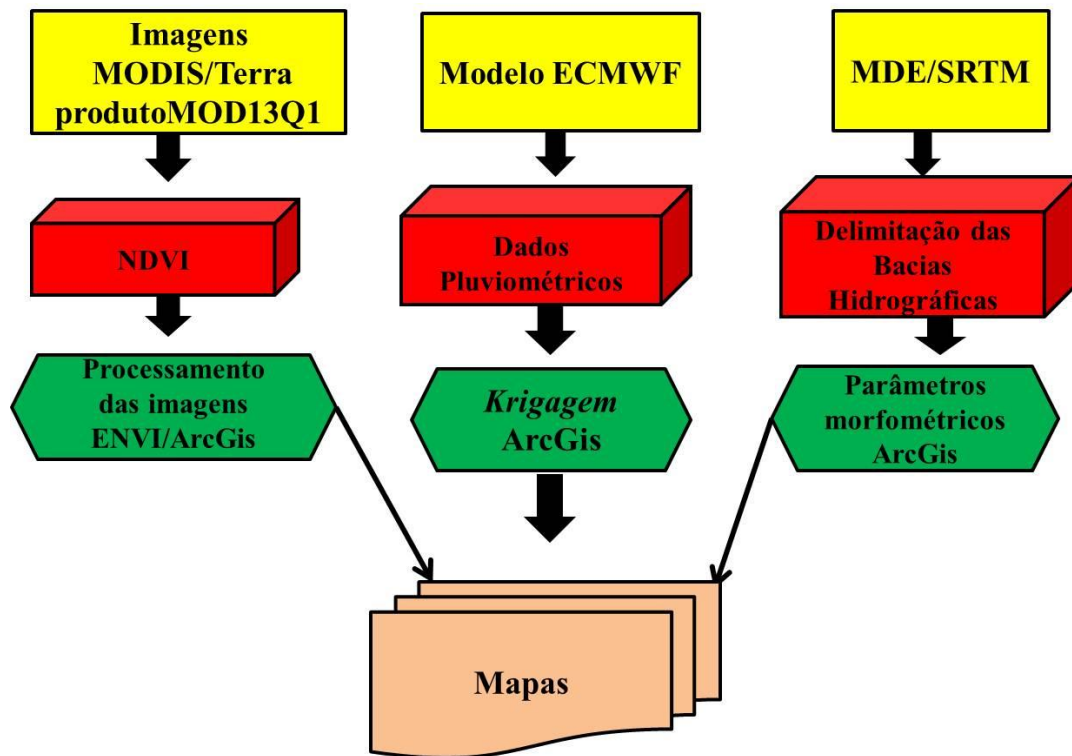 Imagens
MODIS/Terra
produtoMOD13Q1
Modelo ECMWF
MDE/SRTM
NDVI
Dados
Pluviométricos
Delimitação das
Bacias
Hidrográficas
Processamento
das imagens
ENVI/ArcGis
Krigagem
ArcGis
Parâmetros
morfométricos
ArcGis
Mapas